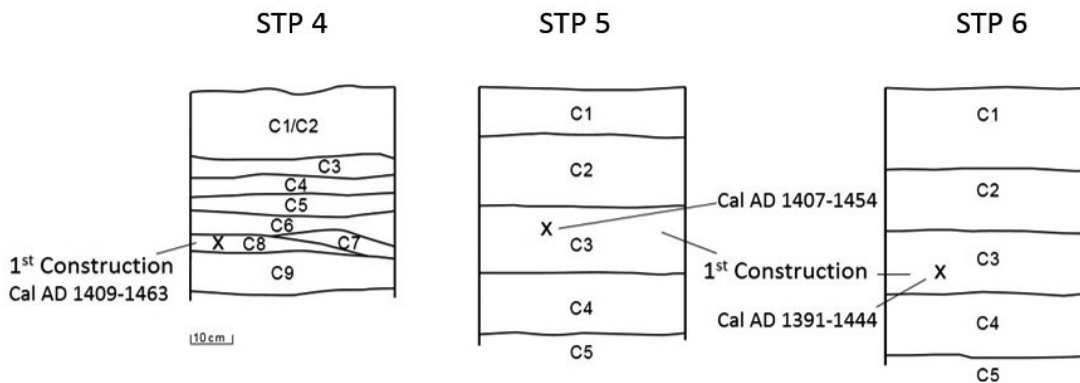 STP 4
STP 5
STP 6
C1/C2
C3
C4
C5
C6
X C8
C7
C9
1st Construction
Cal AD 1409-1463
10cm
C1
C2
X
C3
C4
C5
Cal AD 1407-1454
1st Construction
Cal AD 1391-1444
C1
C2
C3
X
C4
C5